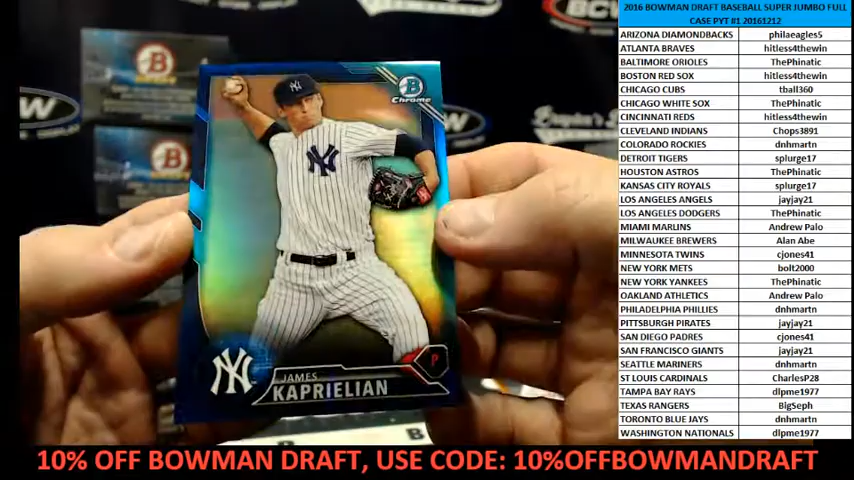 2016 BOWMAN DRAFT BASEBALL SUPER JUMBO FULL
CASE PYT #1 20161212
ARIZONA DIAMONDBACKS philaeagles5
ATLANTA BRAVES hitless4thewin
BALTIMORE ORIOLES ThePhinatic
BOSTON RED SOX hitless4thewin
CHICAGO CUBS tball360
CHICAGO WHITE SOX ThePhinatic
CINCINNATI REDS hitless4thewin
CLEVELAND INDIANS Chops3891
COLORADO ROCKIES dnhmartn
DETROIT TIGERS splurge17
HOUSTON ASTROS ThePhinatic
KANSAS CITY ROYALS splurge17
LOS ANGELES ANGELS jayjay21
LOS ANGELES DODGERS ThePhinatic
MIAMI MARLINS Andrew Palo
MILWAUKEE BREWERS Alan Abe
MINNESOTA TWINS cjones41
NEW YORK METS bolt2000
NEW YORK YANKEES ThePhinatic
OAKLAND ATHLETICS Andrew Palo
PHILADELPHIA PHILLIES dnhmartn
PITTSBURGH PIRATES jayjay21
SAN DIEGO PADRES cjones41
SAN FRANCISCO GIANTS jayjay21
SEATTLE MARINERS dnhmartn
ST LOUIS CARDINALS CharlesP28
TAMPA BAY RAYS dlpme1977
TEXAS RANGERS BigSeph
TORONTO BLUE JAYS dnhmartn
WASHINGTON NATIONALS dlpme1977
B
Chrome
NY
NY
NY
JAMES
KAPRIELIAN
P
10% OFF BOWMAN DRAFT, USE CODE: 10%OFFBOWMANDRAFT